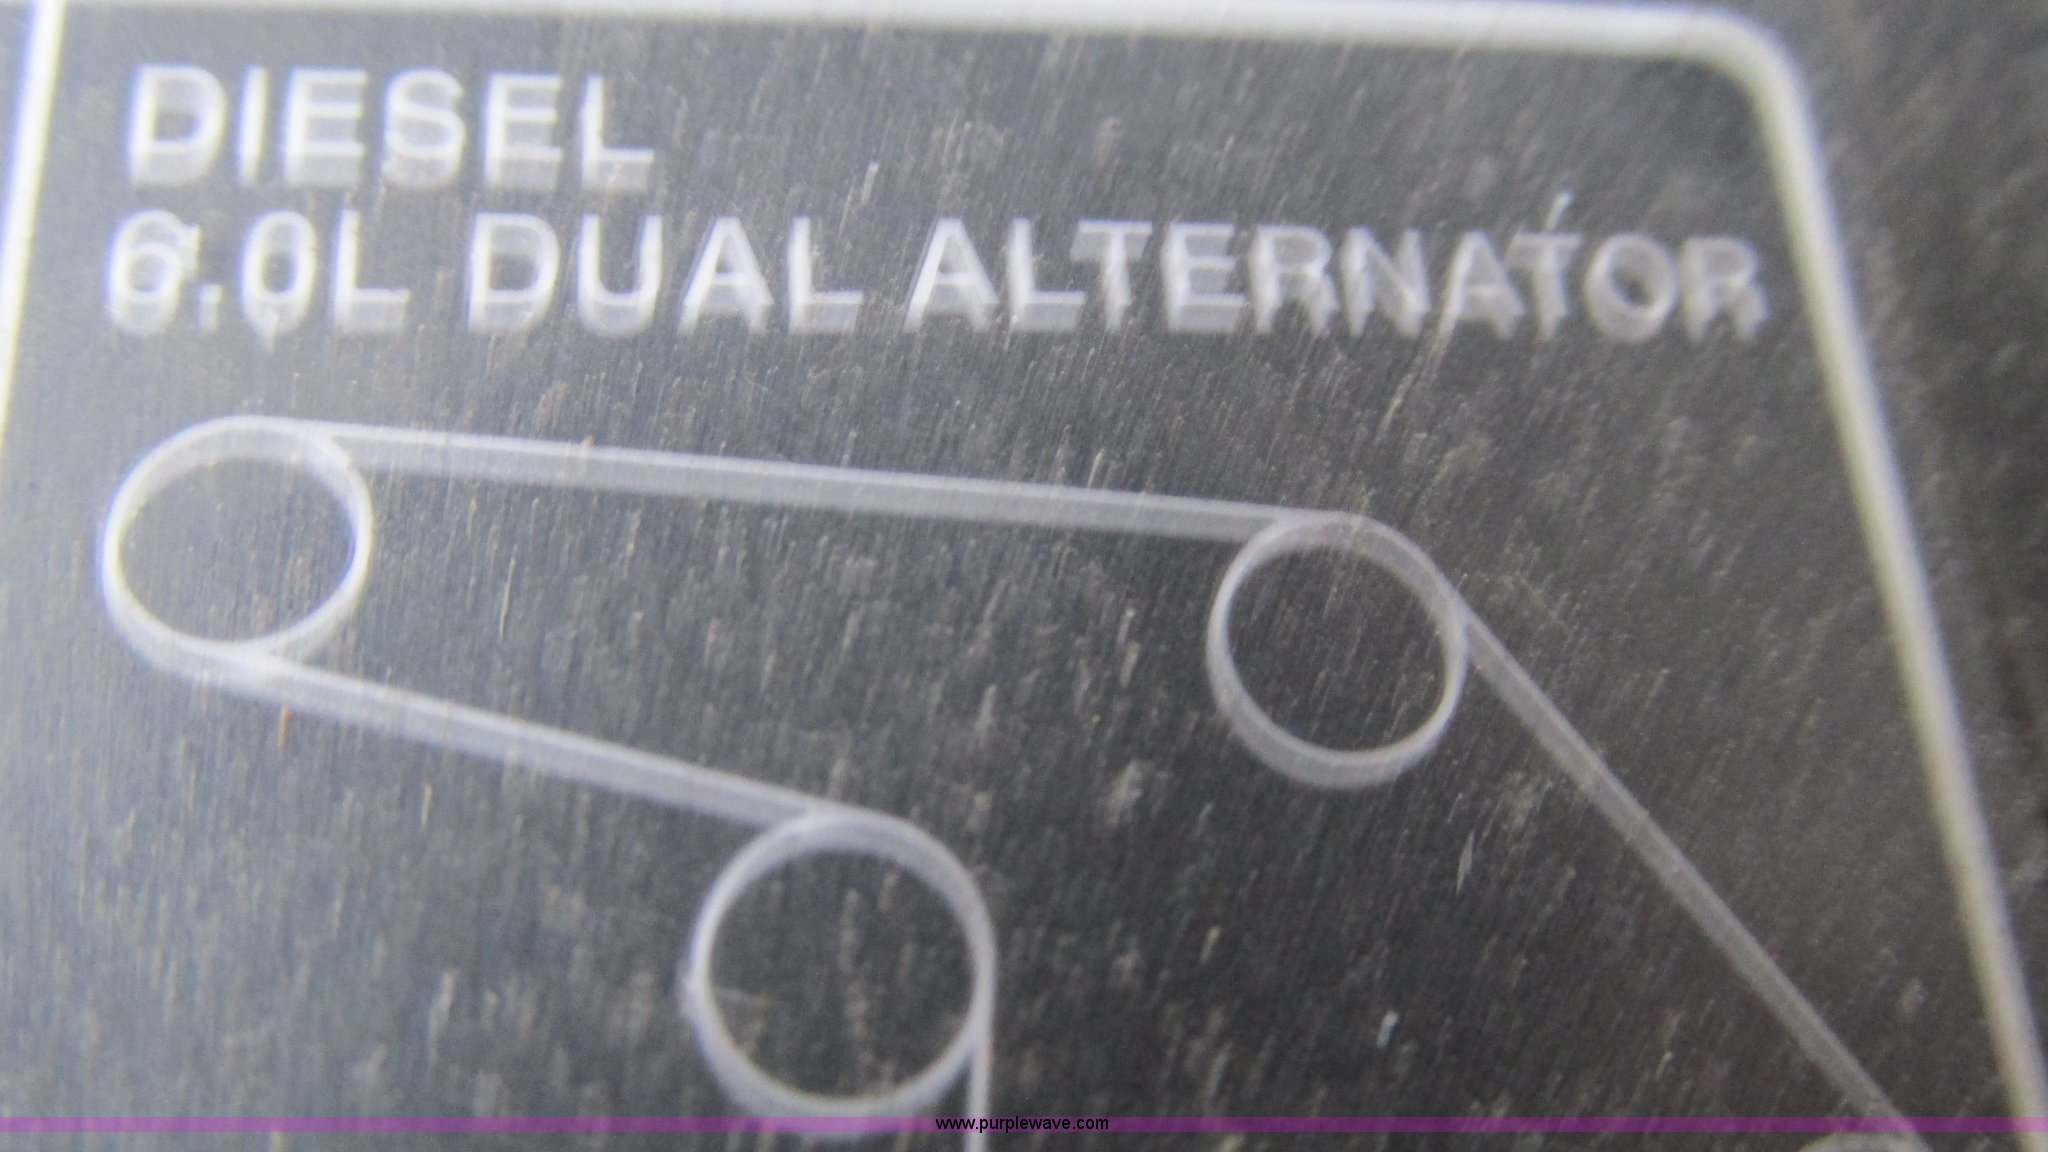 DIESEL
6.0L DUAL ALTERNATOR
www.purplewave.com